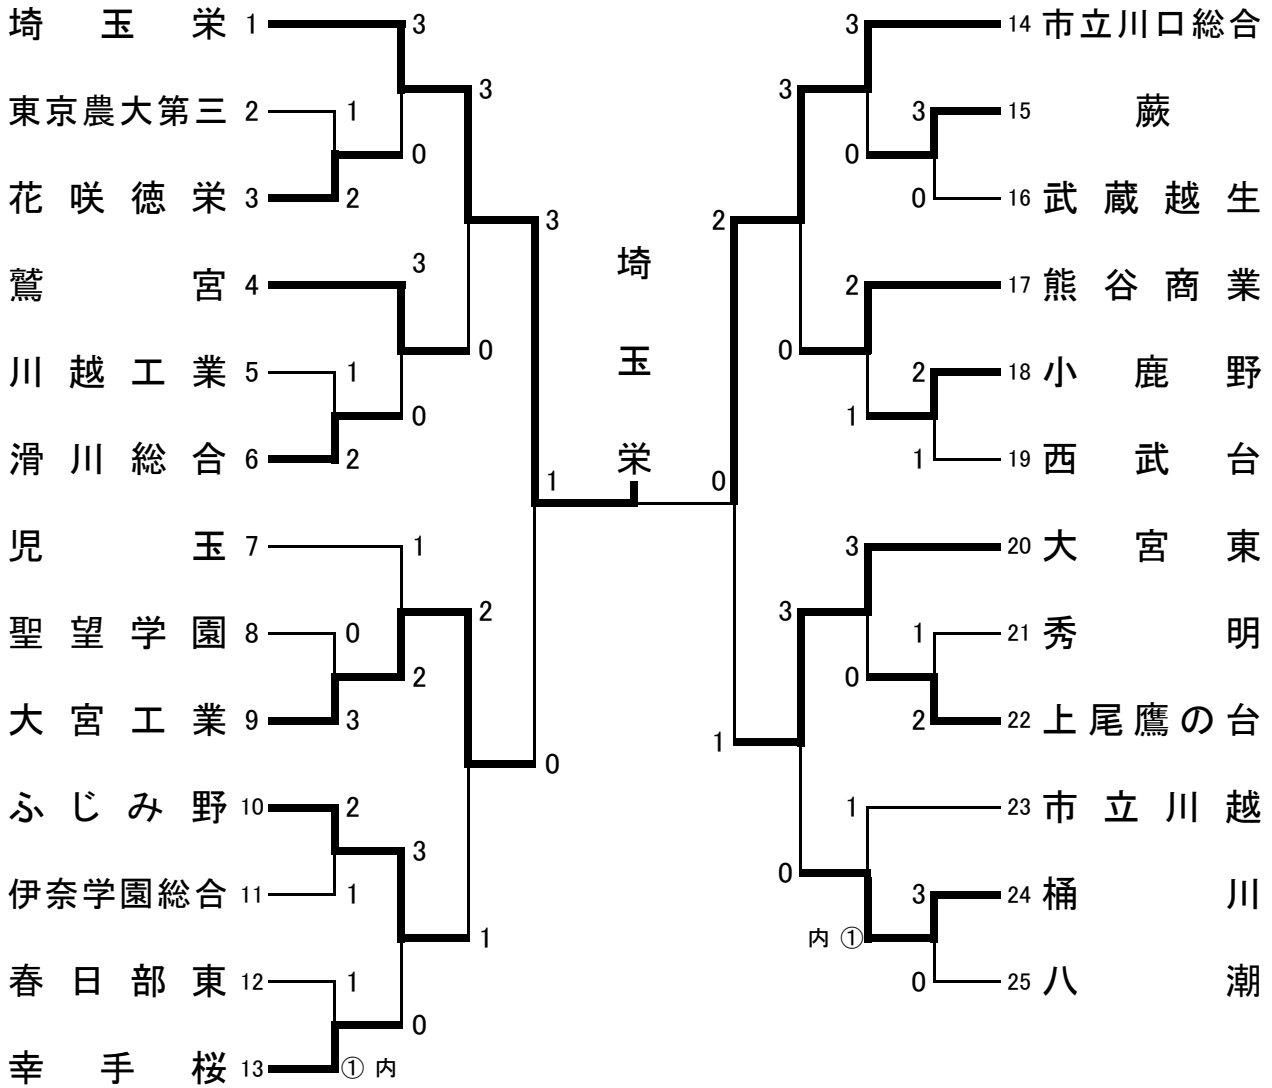 埼玉栄 1 3
3
東京農大第三 2 1
0
花咲徳栄 3 2
3
鷲宮 4 3
0
川越工業 5 1
0
滑川総合 6 2
1
児玉 7 1
2
聖望学園 8 0
2
大宮工業 9 3
0
ふじみ野 10 2
3
伊奈学園総合 11 1
1
春日部東 12 1
0
幸手桜 13 ① 内
埼玉栄
3 14 市立川口総合
3
3 15 蕨
0
0 16 武蔵越生
2
2 17 熊谷商業
0
2 18 小鹿野
1
1 19 西武台
0
3 20 大宮東
3
1 21 秀明
0
2 22 上尾鷹の台
1
1 23 市立川越
0
3 24 桶川
内 ①
0 25 八潮